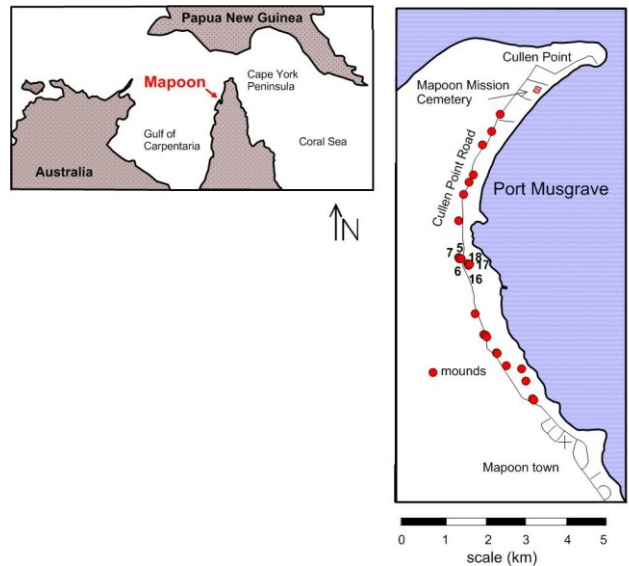 Papua New Guinea
Mapoon
Cape York
Peninsula
Gulf of
Carpentaria
Coral Sea
Australia
N
Cullen Point
Mapoon Mission
Cemetery
Cullen Point Road
Port Musgrave
5
7 18
17
6
16
mounds
Mapoon town
0 1 2 3 4 5
scale (km)